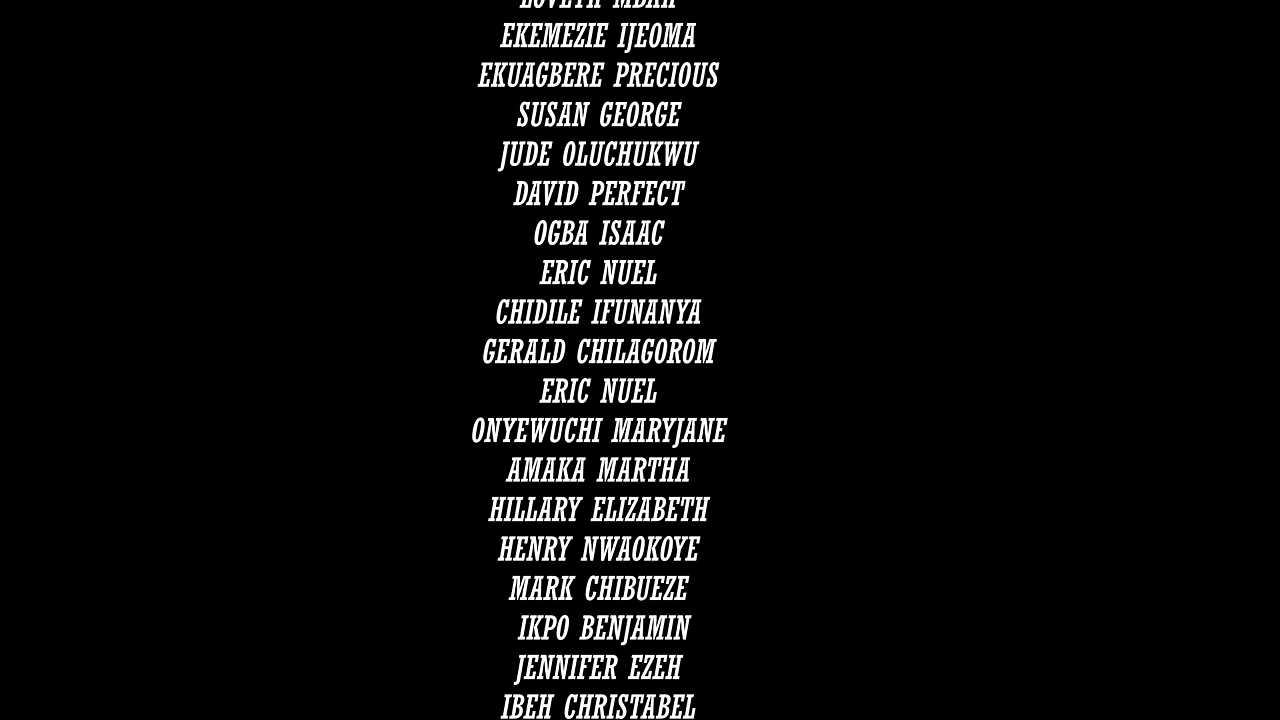 EKEMEZIE IJEOMA
EKUAGBERE PRECIOUS
SUSAN GEORGE
JUDE OLUCHUKWU
DAVID PERFECT
OGBA ISAAC
ERIC NUEL
CHIDILE IFUNANYA
GERALD CHILAGOROM
ERIC NUEL
ONYEWUCHI MARYJANE
AMAKA MARTHA
HILLARY ELIZABETH
HENRY NWAOKOYE
MARK CHIBUEZE
IKPO BENJAMIN
JENNIFER EZEH
IBEH CHRISTABEL